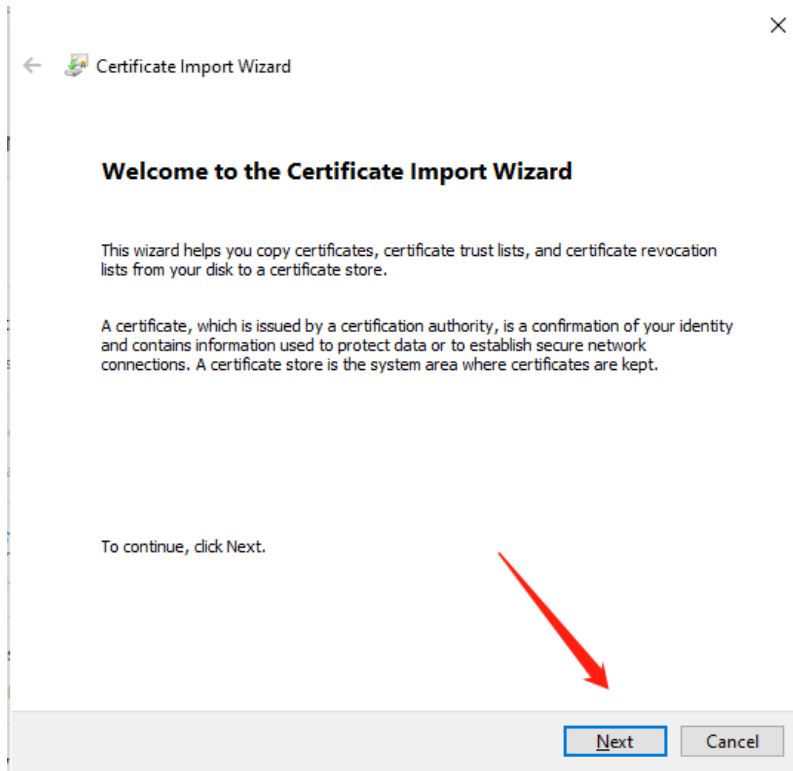 Certificate Import Wizard
Welcome to the Certificate Import Wizard
This wizard helps you copy certificates, certificate trust lists, and certificate revocation
lists from your disk to a certificate store.
A certificate, which is issued by a certification authority, is a confirmation of your identity
and contains information used to protect data or to establish secure network
connections. A certificate store is the system area where certificates are kept.
To continue, click Next.
Next Cancel